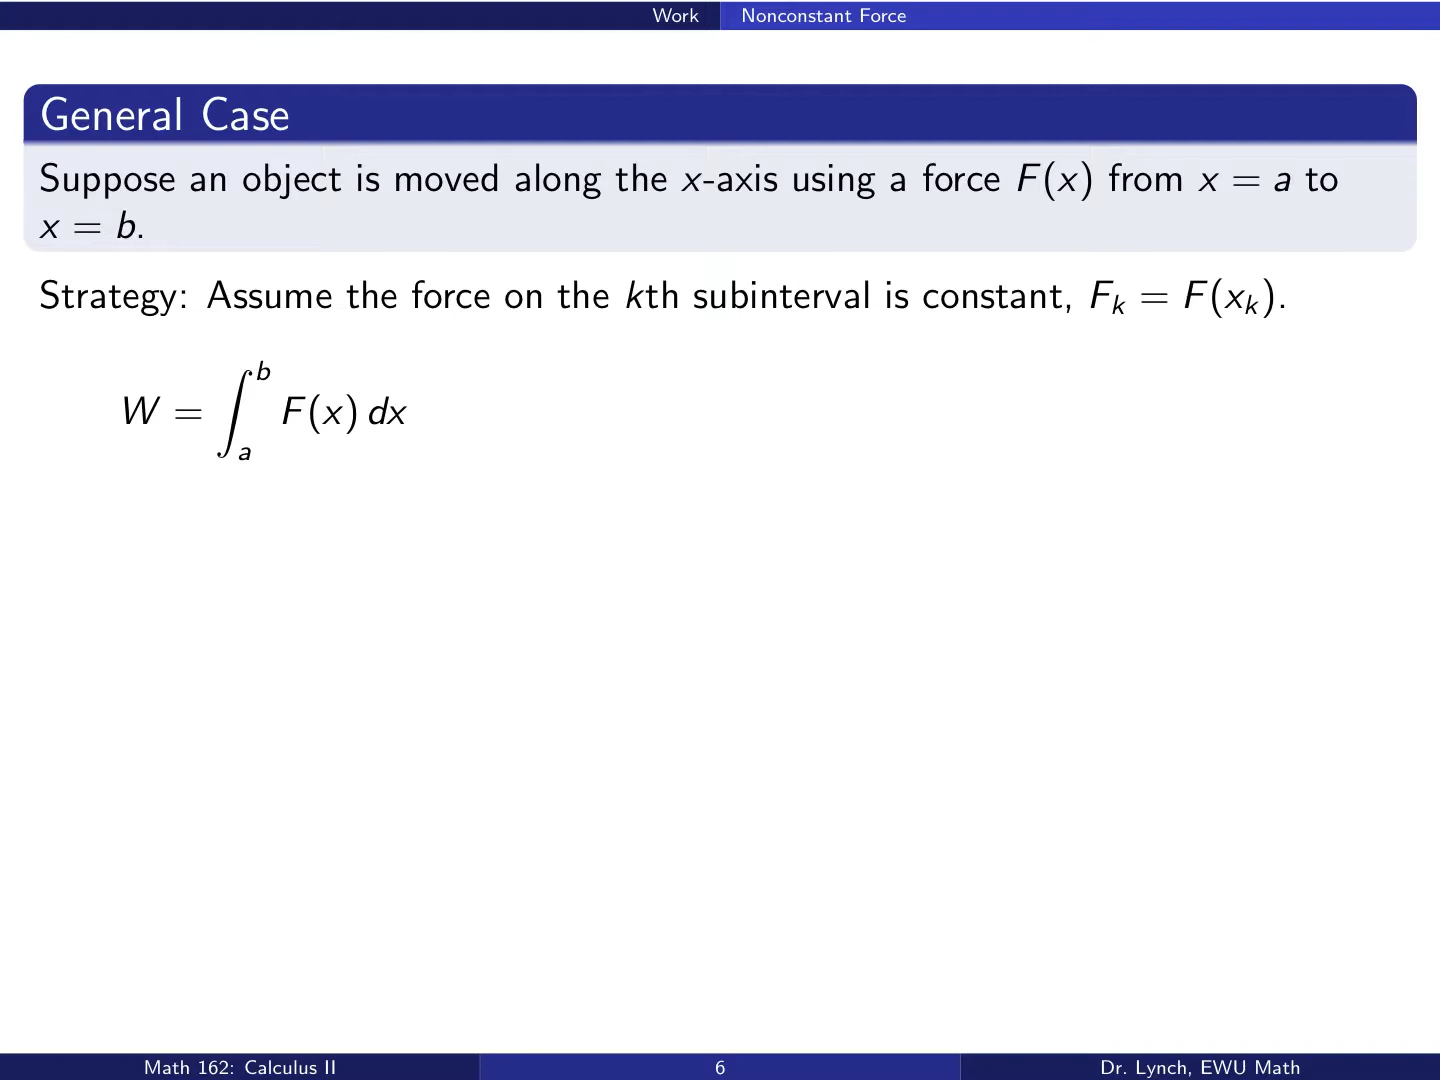 Work Nonconstant Force
General Case
Suppose an object is moved along the x-axis using a force F(x) from x = a to
x = b.
Strategy: Assume the force on the kth subinterval is constant, F_k = F(x_k).
W = ∫_a^b F(x) dx
Math 162: Calculus II 6 Dr. Lynch, EWU Math